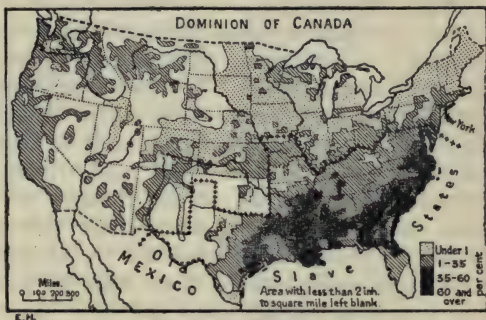 DOMINION OF CANADA
York
States
Old
MEXICO
Slave
Miles.
0 100 200 300
Area with less than 2 inh.
to square mile left blank.
Under 1
1-35
35-60
60 and
over
per cent
F.H.